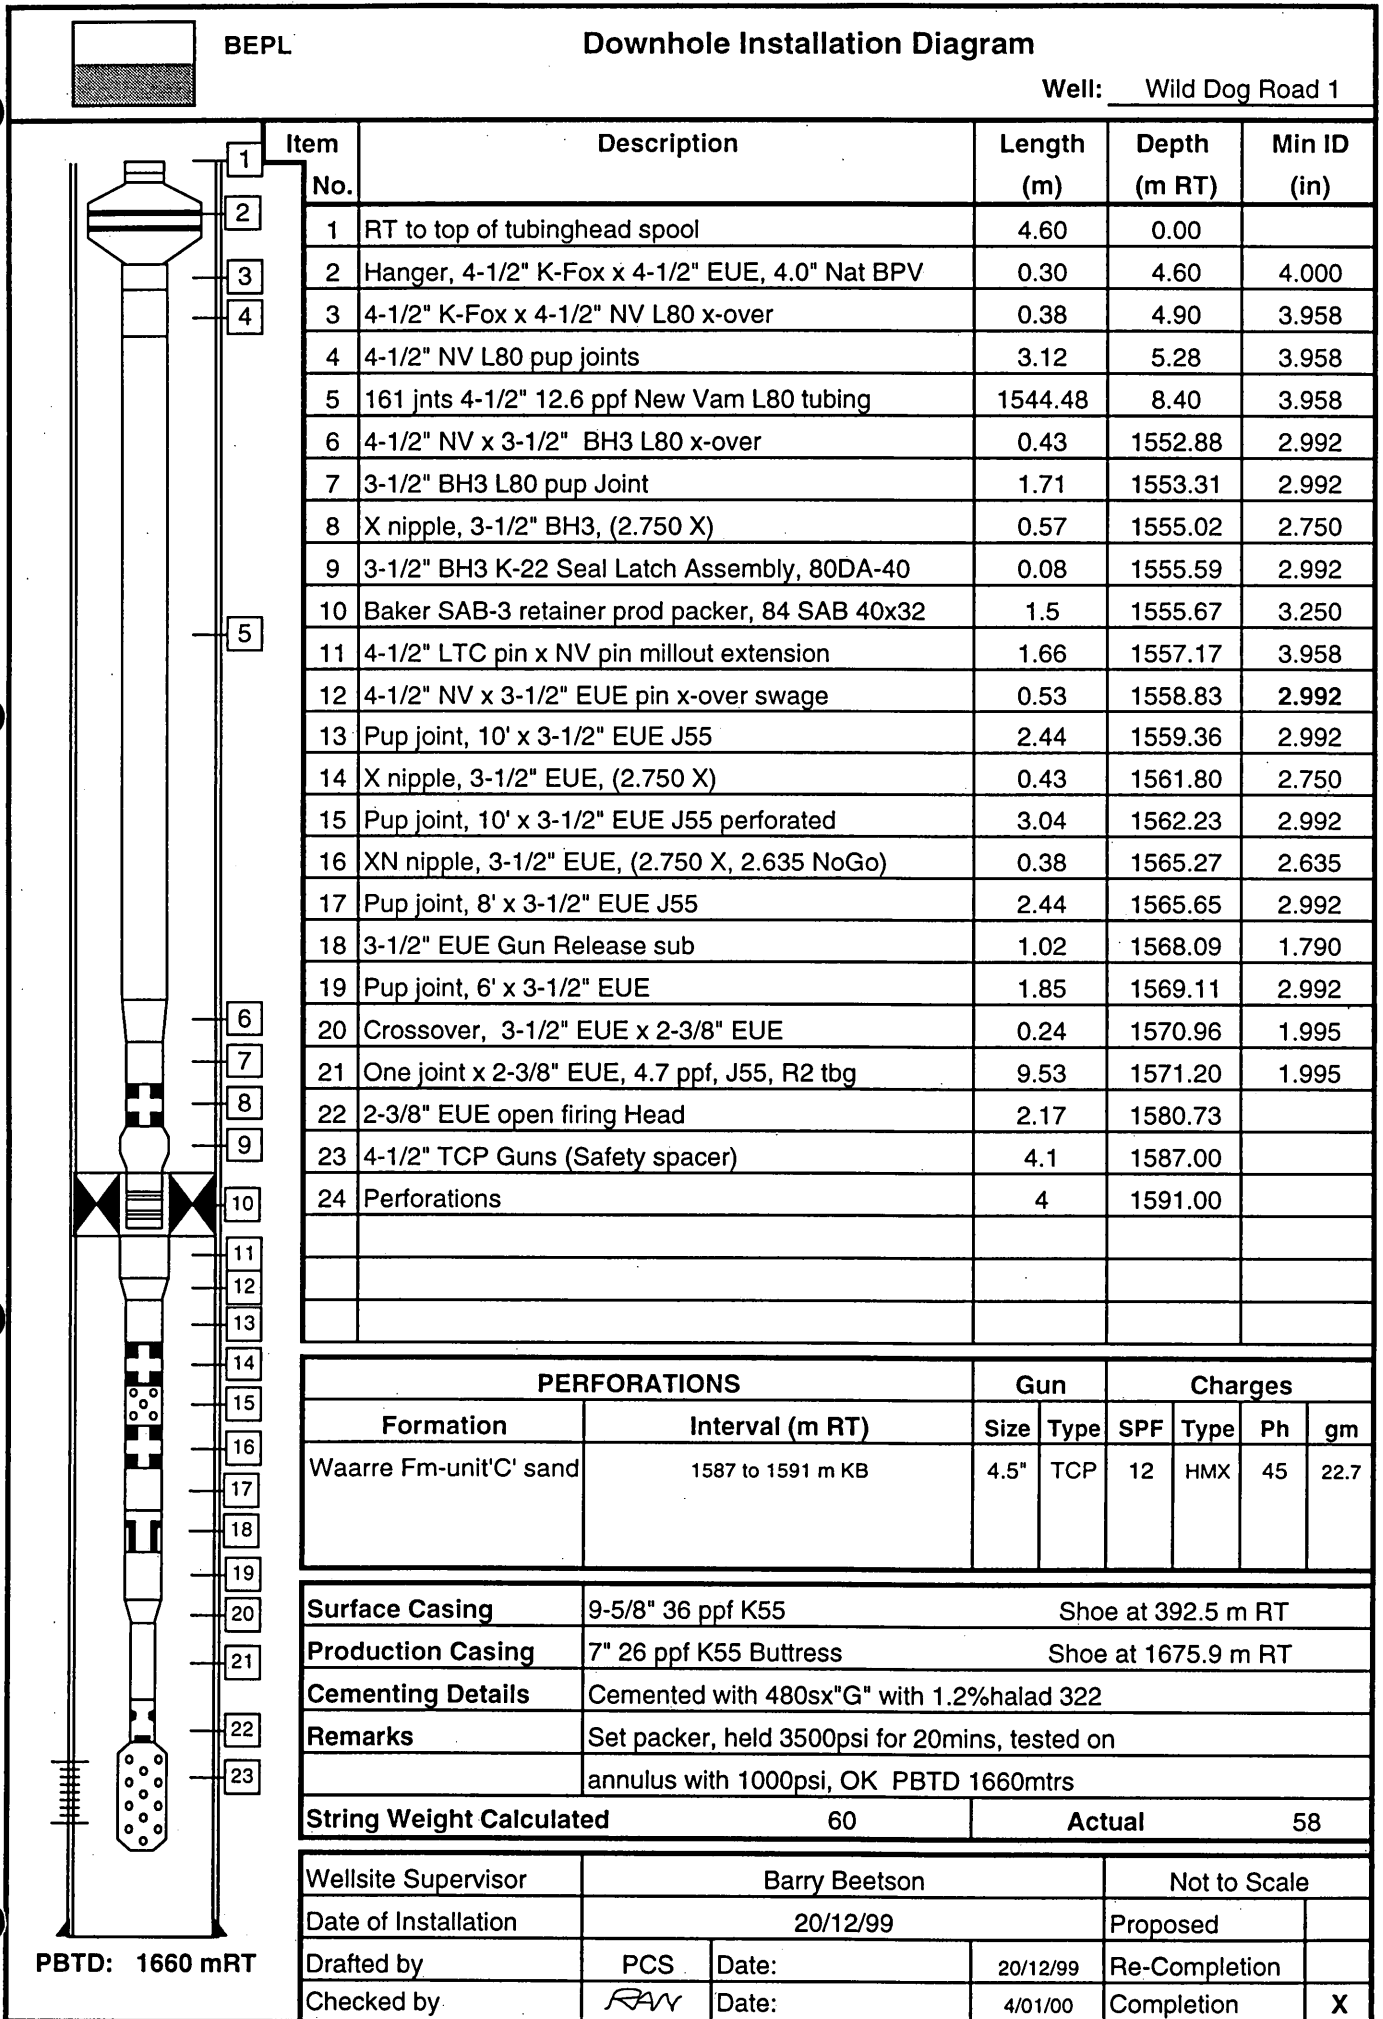 BEPL
Downhole Installation Diagram
Well: Wild Dog Road 1
Item No. Description Length (m) Depth (m RT) Min ID (in)
1 RT to top of tubinghead spool 4.60 0.00
2 Hanger, 4-1/2" K-Fox x 4-1/2" EUE, 4.0" Nat BPV 0.30 4.60 4.000
3 4-1/2" K-Fox x 4-1/2" NV L80 x-over 0.38 4.90 3.958
4 4-1/2" NV L80 pup joints 3.12 5.28 3.958
5 161 jnts 4-1/2" 12.6 ppf New Vam L80 tubing 1544.48 8.40 3.958
6 4-1/2" NV x 3-1/2" BH3 L80 x-over 0.43 1552.88 2.992
7 3-1/2" BH3 L80 pup Joint 1.71 1553.31 2.992
8 X nipple, 3-1/2" BH3, (2.750 X) 0.57 1555.02 2.750
9 3-1/2" BH3 K-22 Seal Latch Assembly, 80DA-40 0.08 1555.59 2.992
10 Baker SAB-3 retainer prod packer, 84 SAB 40x32 1.5 1555.67 3.250
11 4-1/2" LTC pin x NV pin millout extension 1.66 1557.17 3.958
12 4-1/2" NV x 3-1/2" EUE pin x-over swage 0.53 1558.83 2.992
13 Pup joint, 10' x 3-1/2" EUE J55 2.44 1559.36 2.992
14 X nipple, 3-1/2" EUE, (2.750 X) 0.43 1561.80 2.750
15 Pup joint, 10' x 3-1/2" EUE J55 perforated 3.04 1562.23 2.992
16 XN nipple, 3-1/2" EUE, (2.750 X, 2.635 NoGo) 0.38 1565.27 2.635
17 Pup joint, 8' x 3-1/2" EUE J55 2.44 1565.65 2.992
18 3-1/2" EUE Gun Release sub 1.02 1568.09 1.790
19 Pup joint, 6' x 3-1/2" EUE 1.85 1569.11 2.992
20 Crossover, 3-1/2" EUE x 2-3/8" EUE 0.24 1570.96 1.995
21 One joint x 2-3/8" EUE, 4.7 ppf, J55, R2 tbg 9.53 1571.20 1.995
22 2-3/8" EUE open firing Head 2.17 1580.73
23 4-1/2" TCP Guns (Safety spacer) 4.1 1587.00
24 Perforations 4 1591.00
PERFORATIONS Gun Charges
Formation Interval (m RT) Size Type SPF Type Ph gm
Waarre Fm-unit'C' sand 1587 to 1591 m KB 4.5" TCP 12 HMX 45 22.7
Surface Casing 9-5/8" 36 ppf K55 Shoe at 392.5 m RT
Production Casing 7" 26 ppf K55 Buttress Shoe at 1675.9 m RT
Cementing Details Cemented with 480sx"G" with 1.2%halad 322
Remarks Set packer, held 3500psi for 20mins, tested on
annulus with 1000psi, OK PBTD 1660mtrs
String Weight Calculated 60 Actual 58
Wellsite Supervisor Barry Beetson Not to Scale
Date of Installation 20/12/99 Proposed
Drafted by PCS Date: 20/12/99 Re-Completion
Checked by Date: 4/01/00 Completion X
1
2
3
4
5
6
7
8
9
10
11
12
13
14
15
16
17
18
19
20
21
22
23
PBTD: 1660 mRT